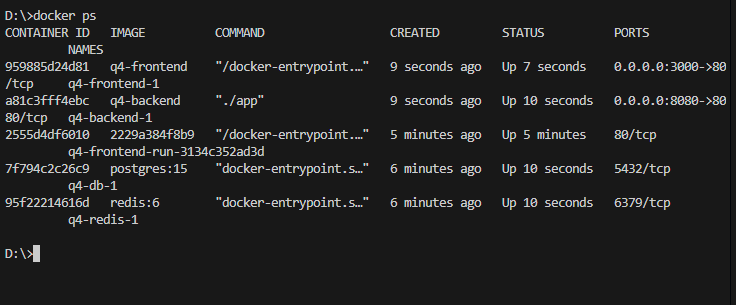 D:\>docker ps
CONTAINER ID   IMAGE          COMMAND                  CREATED         STATUS          PORTS
         NAMES
959885d24d81   q4-frontend    "/docker-entrypoint.…"   9 seconds ago   Up 7 seconds    0.0.0.0:3000->80
/tcp     q4-frontend-1
a81c3fff4ebc   q4-backend     "./app"                  9 seconds ago   Up 10 seconds   0.0.0.0:8080->80
80/tcp   q4-backend-1
2555d4df6010   2229a384f8b9   "/docker-entrypoint.…"   5 minutes ago   Up 5 minutes    80/tcp
         q4-frontend-run-3134c352ad3d
7f794c2c26c9   postgres:15    "docker-entrypoint.s…"   6 minutes ago   Up 10 seconds   5432/tcp
         q4-db-1
95f22214616d   redis:6        "docker-entrypoint.s…"   6 minutes ago   Up 10 seconds   6379/tcp
         q4-redis-1
D:\>